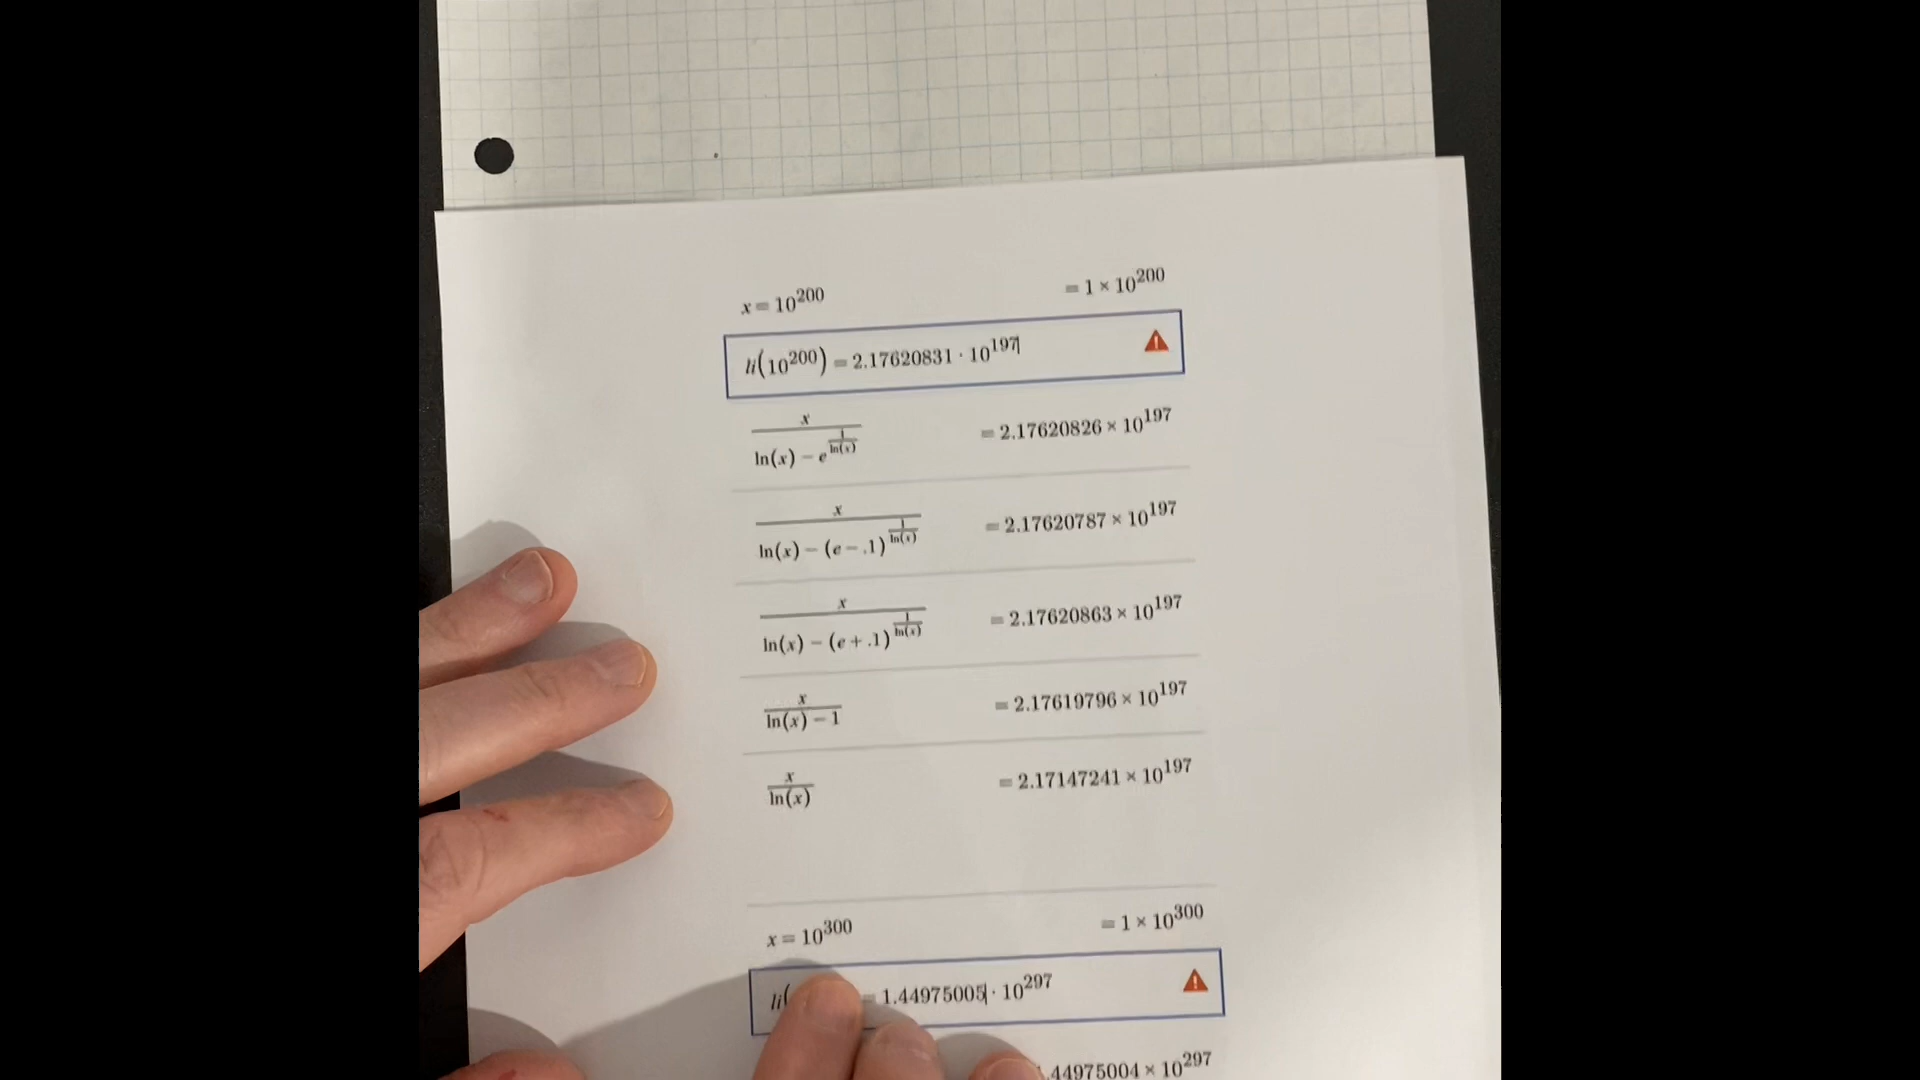 x = 10^200 = 1 × 10^200
li(10^200) = 2.17620831 · 10^197
x / (ln(x) − e^(1/ln(x))) = 2.17620826 × 10^197
x / (ln(x) − (e − .1)^(1/ln(x))) = 2.17620787 × 10^197
x / (ln(x) − (e + .1)^(1/ln(x))) = 2.17620863 × 10^197
x / (ln(x) − 1) = 2.17619796 × 10^197
x / ln(x) = 2.17147241 × 10^197
x = 10^300 = 1 × 10^300
li( = 1.44975005 · 10^297
.44975004 × 10^297